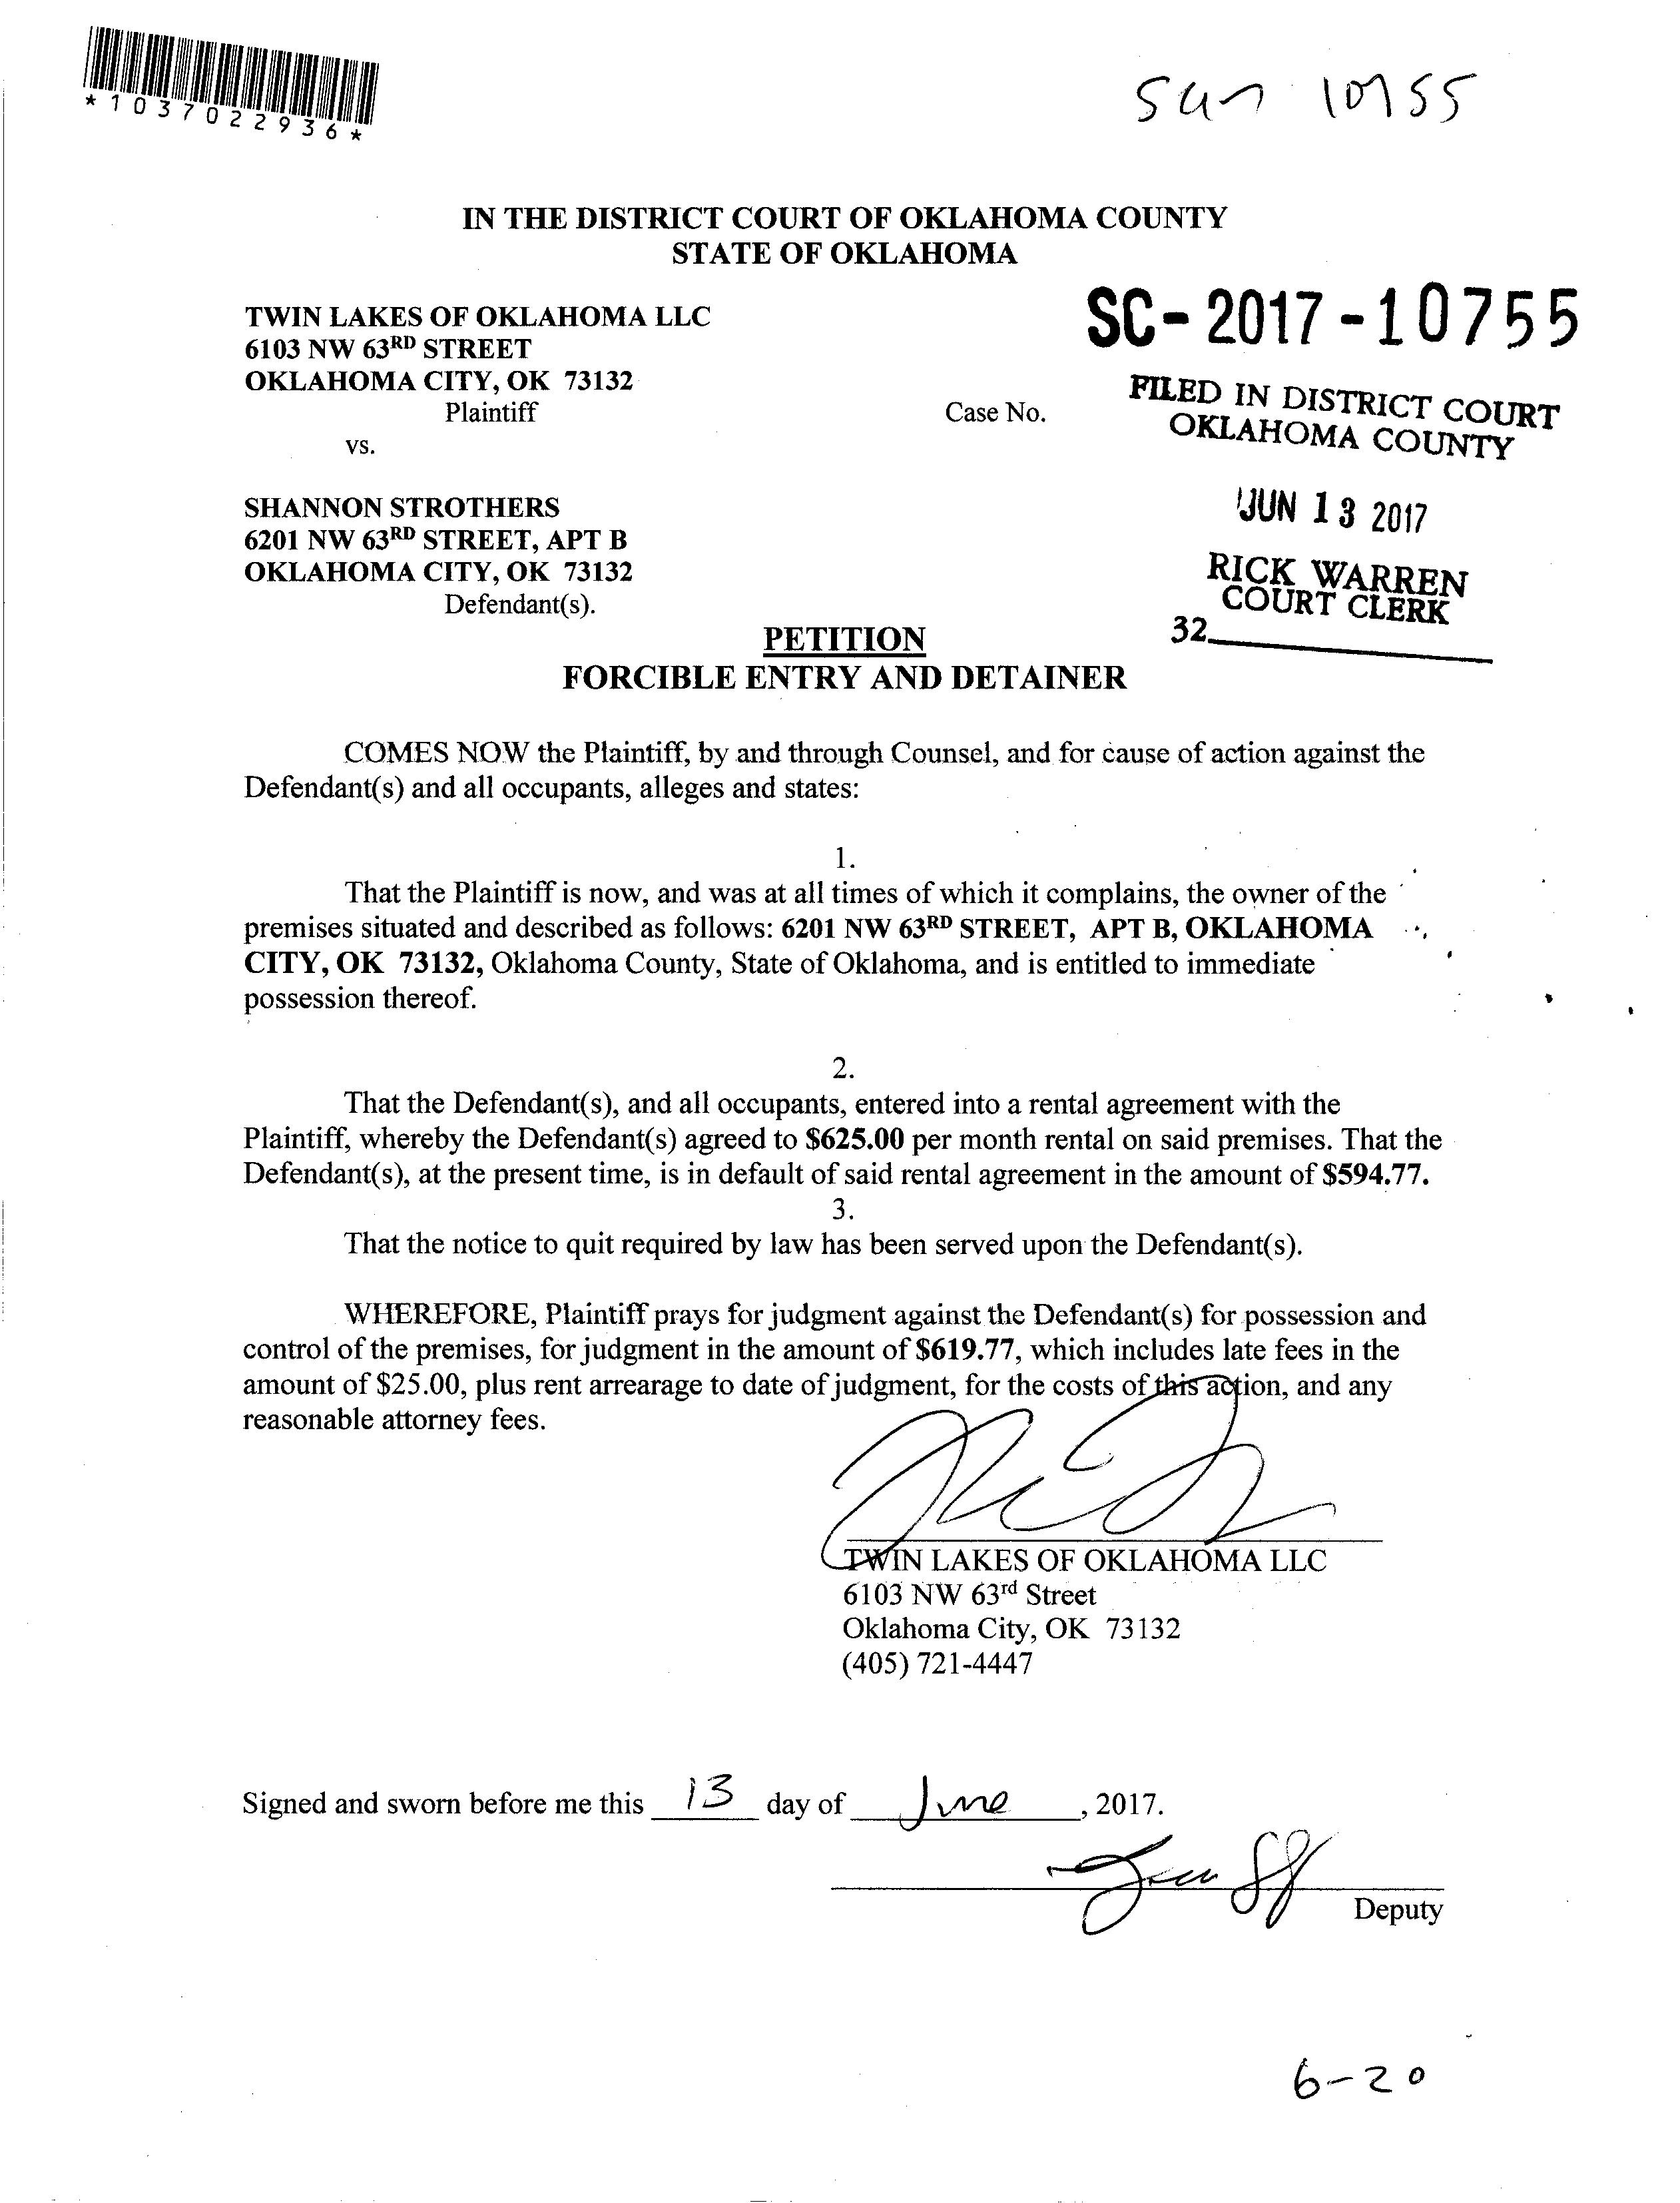 *1037022936*
IN THE DISTRICT COURT OF OKLAHOMA COUNTY
STATE OF OKLAHOMA
TWIN LAKES OF OKLAHOMA LLC
6103 NW 63RD STREET
OKLAHOMA CITY, OK 73132
Plaintiff
vs.
Case No.
SC-2017-10755
FILED IN DISTRICT COURT
OKLAHOMA COUNTY
JUN 13 2017
RICK WARREN
COURT CLERK
32
SHANNON STROTHERS
6201 NW 63RD STREET, APT B
OKLAHOMA CITY, OK 73132
Defendant(s).
PETITION
FORCIBLE ENTRY AND DETAINER
COMES NOW the Plaintiff, by and through Counsel, and for cause of action against the
Defendant(s) and all occupants, alleges and states:
1.
That the Plaintiff is now, and was at all times of which it complains, the owner of the
premises situated and described as follows: 6201 NW 63RD STREET, APT B, OKLAHOMA
CITY, OK 73132, Oklahoma County, State of Oklahoma, and is entitled to immediate
possession thereof.
2.
That the Defendant(s), and all occupants, entered into a rental agreement with the
Plaintiff, whereby the Defendant(s) agreed to $625.00 per month rental on said premises. That the
Defendant(s), at the present time, is in default of said rental agreement in the amount of $594.77.
3.
That the notice to quit required by law has been served upon the Defendant(s).
WHEREFORE, Plaintiff prays for judgment against the Defendant(s) for possession and
control of the premises, for judgment in the amount of $619.77, which includes late fees in the
amount of $25.00, plus rent arrearage to date of judgment, for the costs of this action, and any
reasonable attorney fees.
TWIN LAKES OF OKLAHOMA LLC
6103 NW 63rd Street
Oklahoma City, OK 73132
(405) 721-4447
Signed and sworn before me this 13 day of June, 2017.
Deputy
6-20